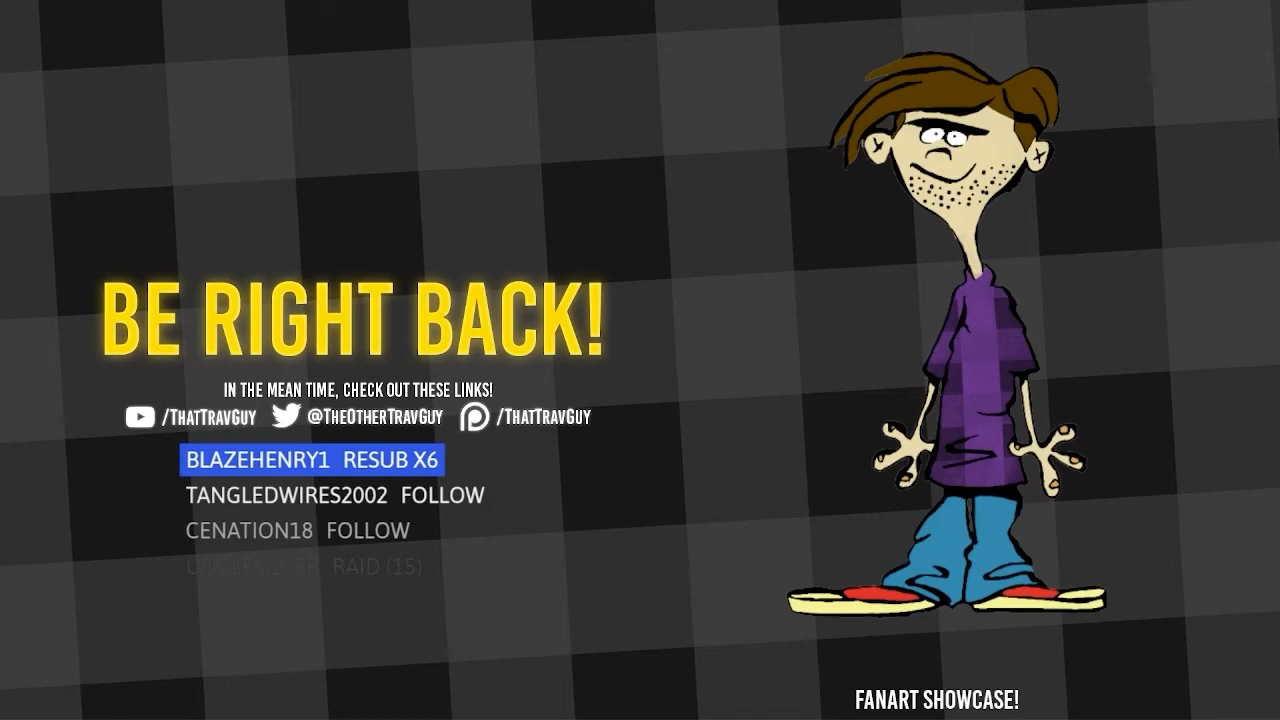 BE RIGHT BACK!
IN THE MEAN TIME, CHECK OUT THESE LINKS!
/THATTRAVGUY @THEOTHERTRAVGUY /THATTRAVGUY
BLAZEHENRY1 RESUB X6
TANGLEDWIRES2002 FOLLOW
CENATION18 FOLLOW
RAID (15)
FANART SHOWCASE!